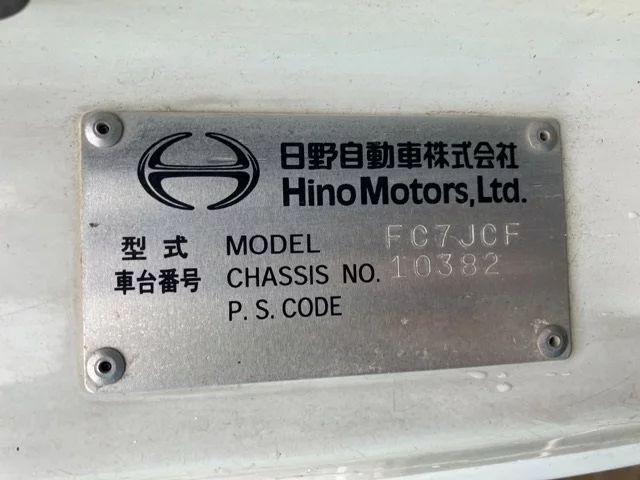 日野自動車株式会社
Hino Motors, Ltd.
型式 MODEL FC7JCF
車台番号 CHASSIS NO. 10382
P.S.CODE